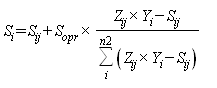 S_i = S_ij + S_opr × (Z_ij × Y_i − S_ij) / (∑_i^{n2} (Z_ij × Y_i − S_ij))